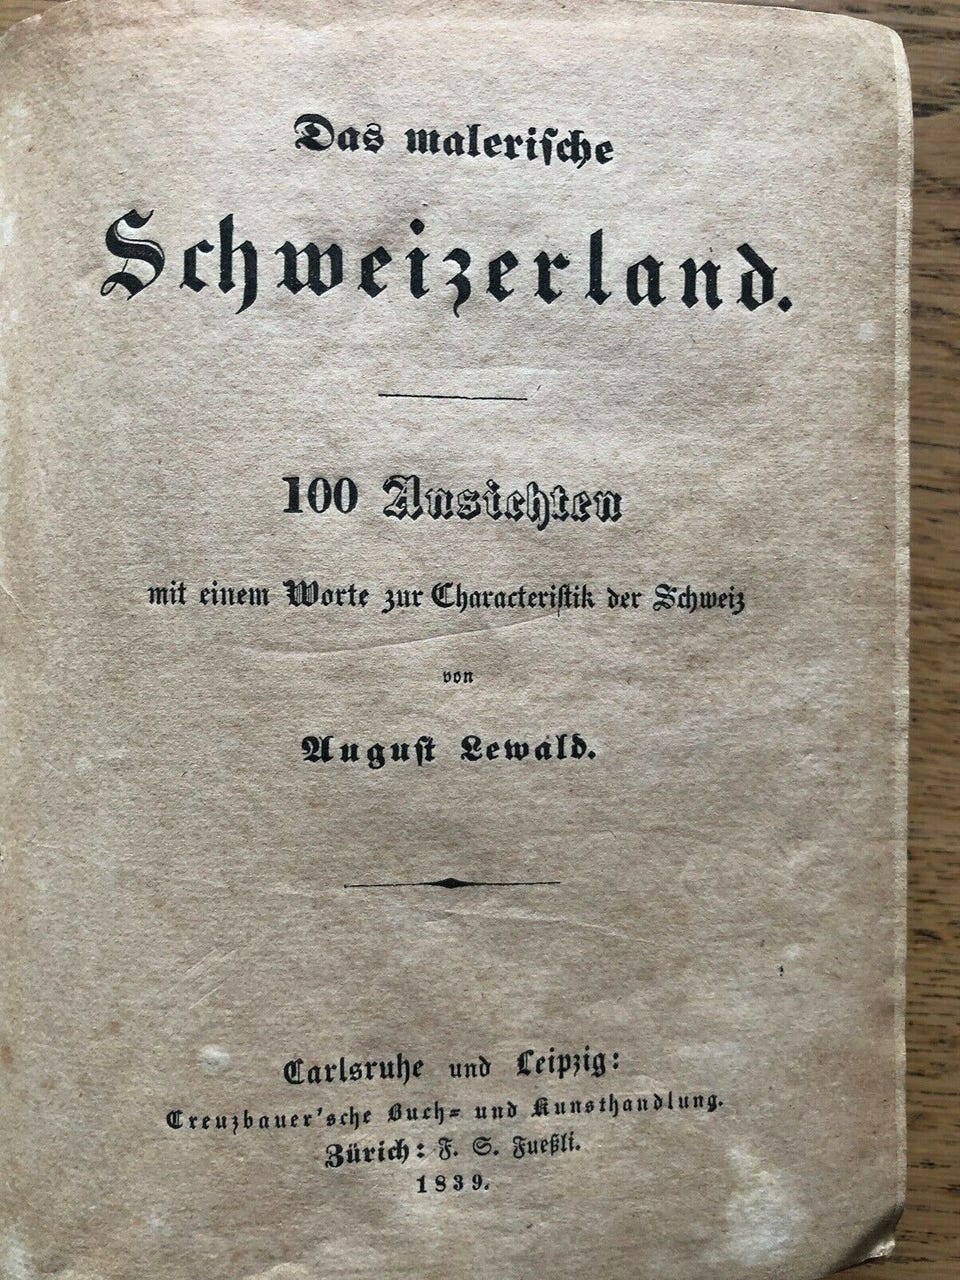 Das maleriſche
Schweizerland.
100 Ansichten
mit einem Worte zur Characteriſtik der Schweiz
von
Auguſt Lewald.
Carlsruhe und Leipzig:
Creuzbauer'sche Buch= und Kunsthandlung.
Zürich: F. S. Fueßli.
1839.